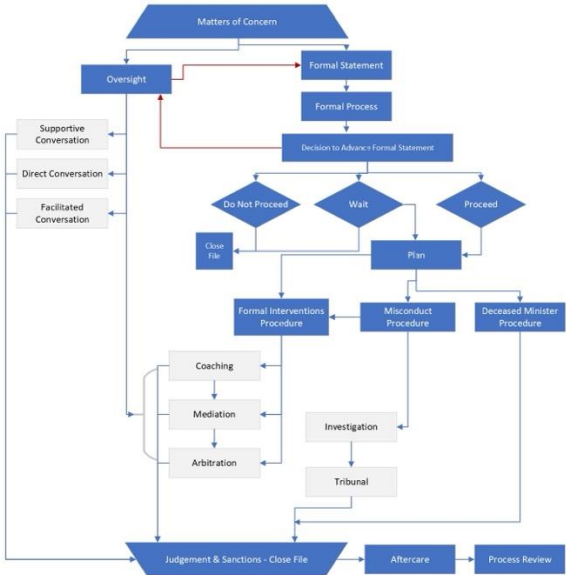 Matters of Concern
Formal Statement
Oversight
Formal Process
Supportive
Conversation
Decision to Advance Formal Statement
Direct Conversation
Facilitated
Conversation
Do Not Proceed
Wait
Proceed
Close
File
Plan
Formal Interventions
Procedure
Misconduct
Procedure
Deceased Minister
Procedure
Coaching
Mediation
Investigation
Arbitration
Tribunal
Judgement & Sanctions - Close File
Aftercare
Process Review